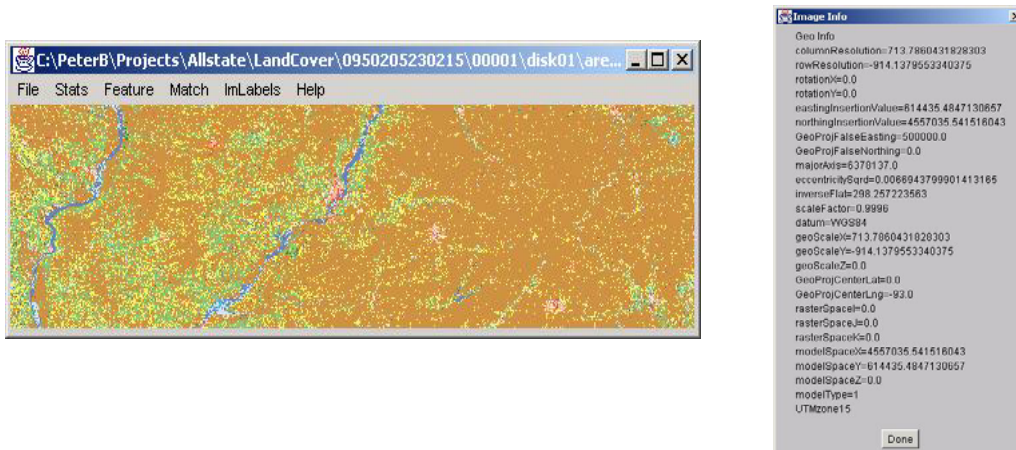 C:\PeterB\Projects\Allstate\LandCover\0950205230215\00001\disk01\are...
File Stats Feature Match ImLabels Help
Image Info
Geo Info
columnResolution=713.7860431828303
rowResolution=-914.1379553340375
rotationX=0.0
rotationY=0.0
eastingInsertionValue=614435.4847130657
northingInsertionValue=4557035.541516043
GeoProjFalseEasting=500000.0
GeoProjFalseNorthing=0.0
majorAxis=6378137.0
eccentricitySqrd=0.0066943799901413165
inverseFlat=298.257223563
scaleFactor=0.9996
datum=WGS84
geoScaleX=713.7860431828303
geoScaleY=-914.1379553340375
geoScaleZ=0.0
GeoProjCenterLat=0.0
GeoProjCenterLng=-93.0
rasterSpaceI=0.0
rasterSpaceJ=0.0
rasterSpaceK=0.0
modelSpaceX=4557035.541516043
modelSpaceY=614435.4847130657
modelSpaceZ=0.0
modelType=1
UTMzone15
Done